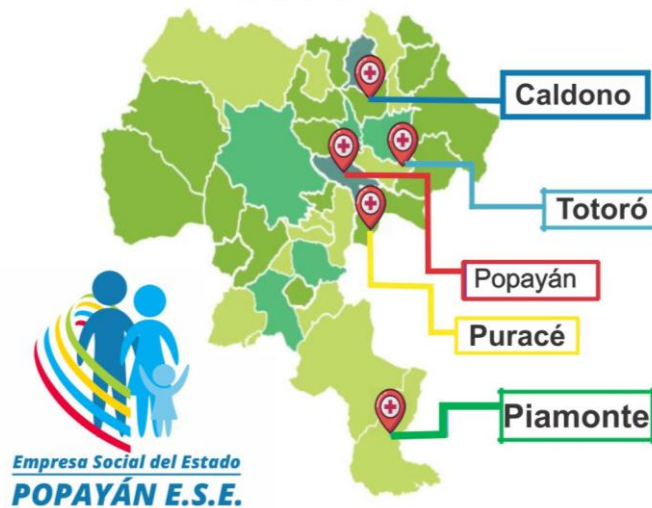 Caldono
Totoró
Popayán
Puracé
Piamonte
Empresa Social del Estado
POPAYÁN E.S.E.